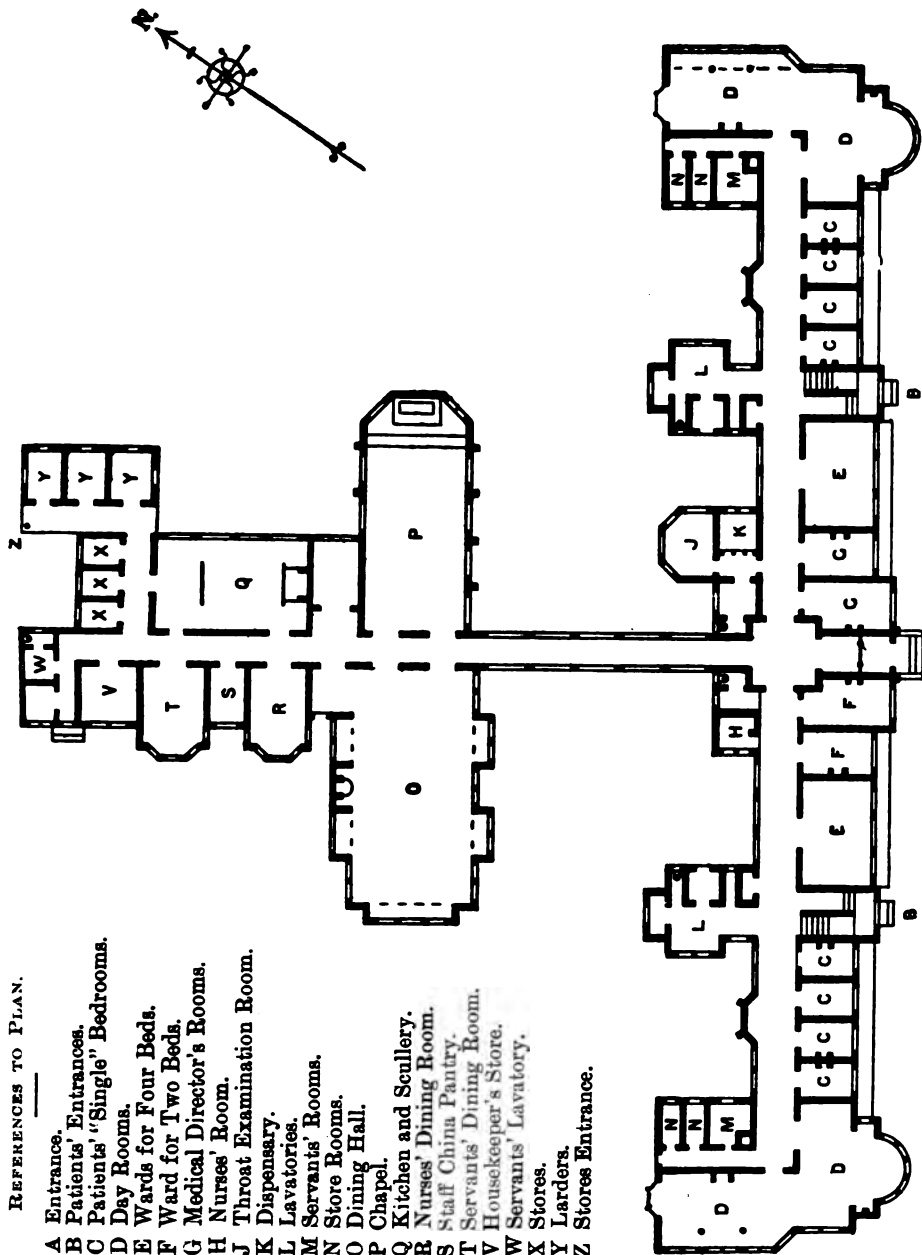 REFERENCES TO PLAN.
A Entrance.
B Patients' Entrances.
C Patients' "Single" Bedrooms.
D Day Rooms.
E Wards for Four Beds.
F Ward for Two Beds.
G Medical Director's Rooms.
H Nurses' Room.
J Throat Examination Room.
K Dispensary.
L Lavatories.
M Servants' Rooms.
N Store Rooms.
O Dining Hall.
P Chapel.
Q Kitchen and Scullery.
R Nurses' Dining Room.
S Staff China Pantry.
T Servants' Dining Room.
V Housekeeper's Store.
W Servants' Lavatory.
X Stores.
Y Larders.
Z Stores Entrance.
N.
Z
W
X X X
Y
Y
Y
V
T
S
R
Q
O
P
N
N
M
L
H
J
K
L
N
N
M
D
D
D
D
C C C C
E
F
F
G
G
E
C C C C
B
B